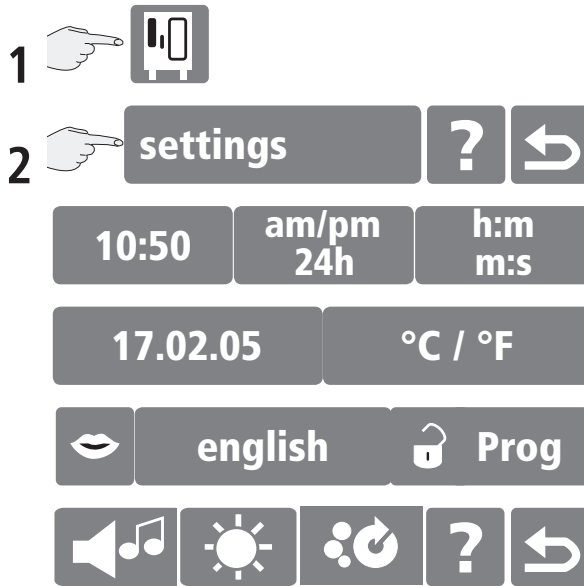 1
2 settings ?
10:50 am/pm 24h h:m m:s
17.02.05 °C / °F
english Prog
?